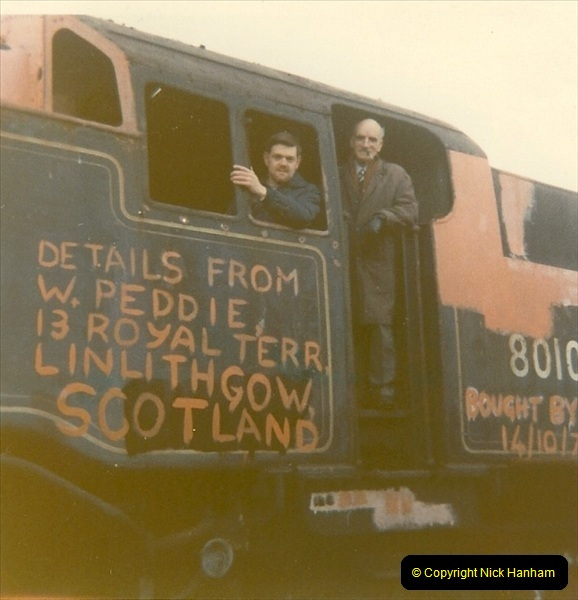 DETAILS FROM
W. PEDDIE,
13 ROYAL TERR.
LINLITHGOW,
SCOTLAND
8010
BOUGHT BY
14/10/7
© Copyright Nick Hanham